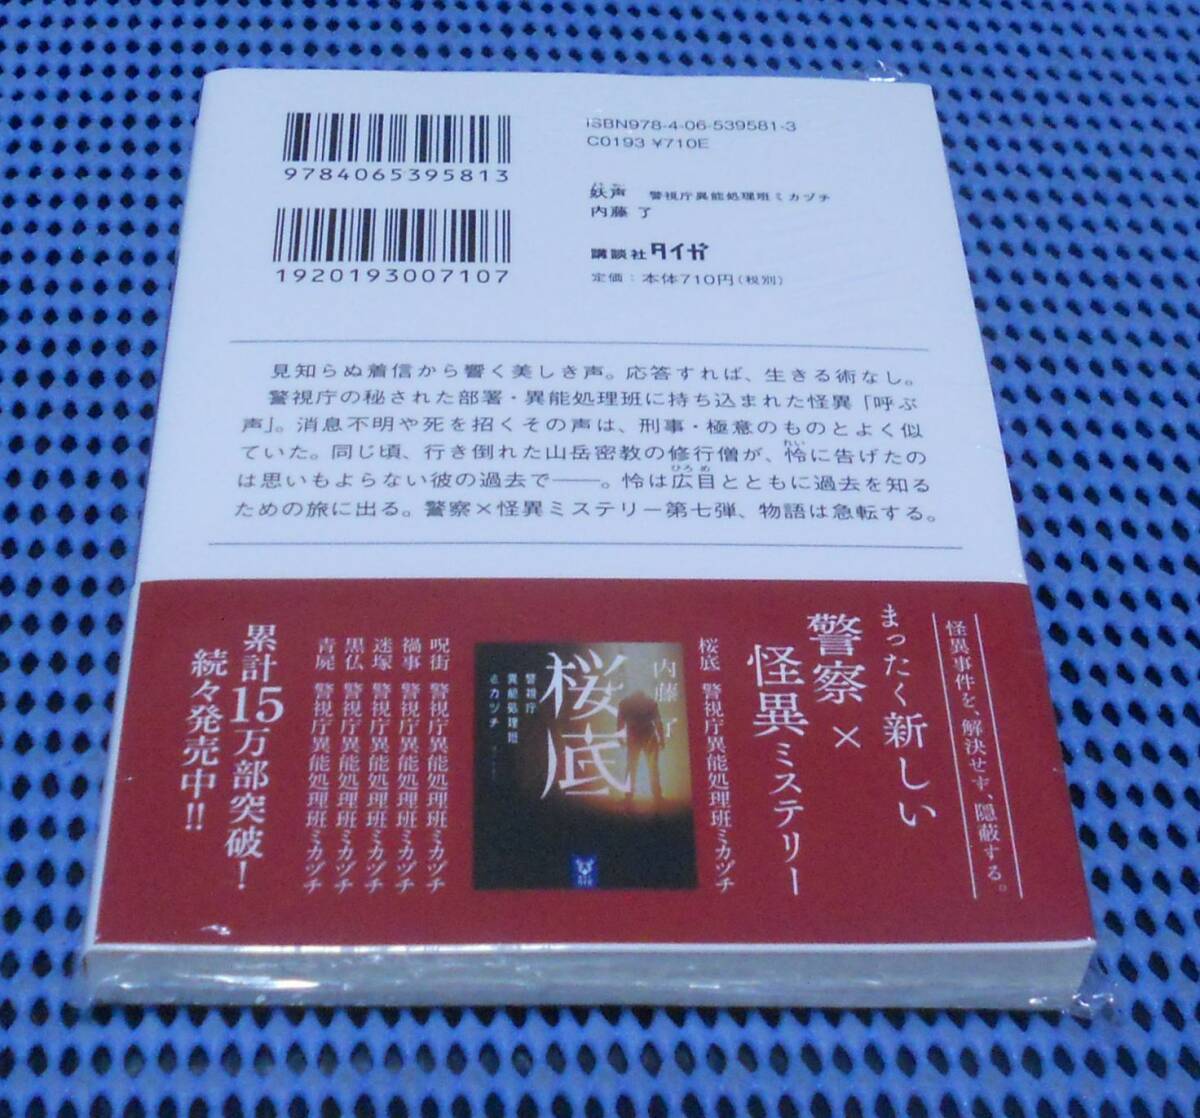 9784065395813
1920193007107
ISBN978-4-06-539581-3
C0193 ¥710E
妖声 警視庁異能処理班ミカヅチ
内藤 了
講談社タイガ
定価：本体710円(税別)
見知らぬ着信から響く美しき声。応答すれば、生きる術なし。
警視庁の秘された部署・異能処理班に持ち込まれた怪異「呼ぶ
声」。消息不明や死を招くその声は、刑事・極意のものとよく似
ていた。同じ頃、行き倒れた山岳密教の修行僧が、怜に告げたの
れい
は思いもよらない彼の過去で——。怜は広目とともに過去を知る
ひろめ
ための旅に出る。警察×怪異ミステリー第七弾、物語は急転する。
怪異事件を、解決せず、隠蔽する。
まったく新しい
警察×
怪異ミステリー
桜底 警視庁異能処理班ミカヅチ
内藤 了
桜底
警視庁
異能処理班
ミカヅチ
呪街 警視庁異能処理班ミカヅチ
禍事 警視庁異能処理班ミカヅチ
迷塚 警視庁異能処理班ミカヅチ
黒仏 警視庁異能処理班ミカヅチ
青屍 警視庁異能処理班ミカヅチ
累計15万部突破！
続々発売中!!